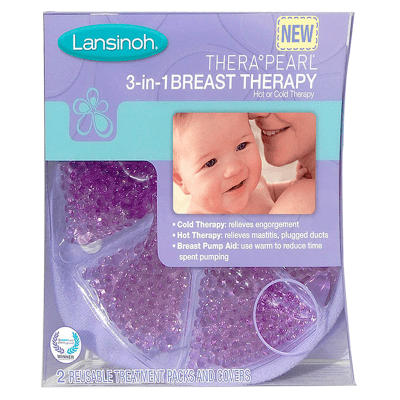 Lansinoh.
NEW
THERA°PEARL
3-in-1 BREAST THERAPY
Hot or Cold Therapy
• Cold Therapy: relieves engorgement
• Hot Therapy: relieves mastitis, plugged ducts
• Breast Pump Aid: use warm to reduce time
spent pumping
WINNER
2 REUSABLE TREATMENT PACKS AND COVERS